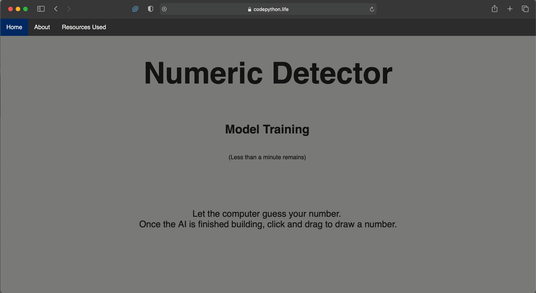 codepython.life
Home About Resources Used
Numeric Detector
Model Training
(Less than a minute remains)
Let the computer guess your number.
Once the AI is finished building, click and drag to draw a number.